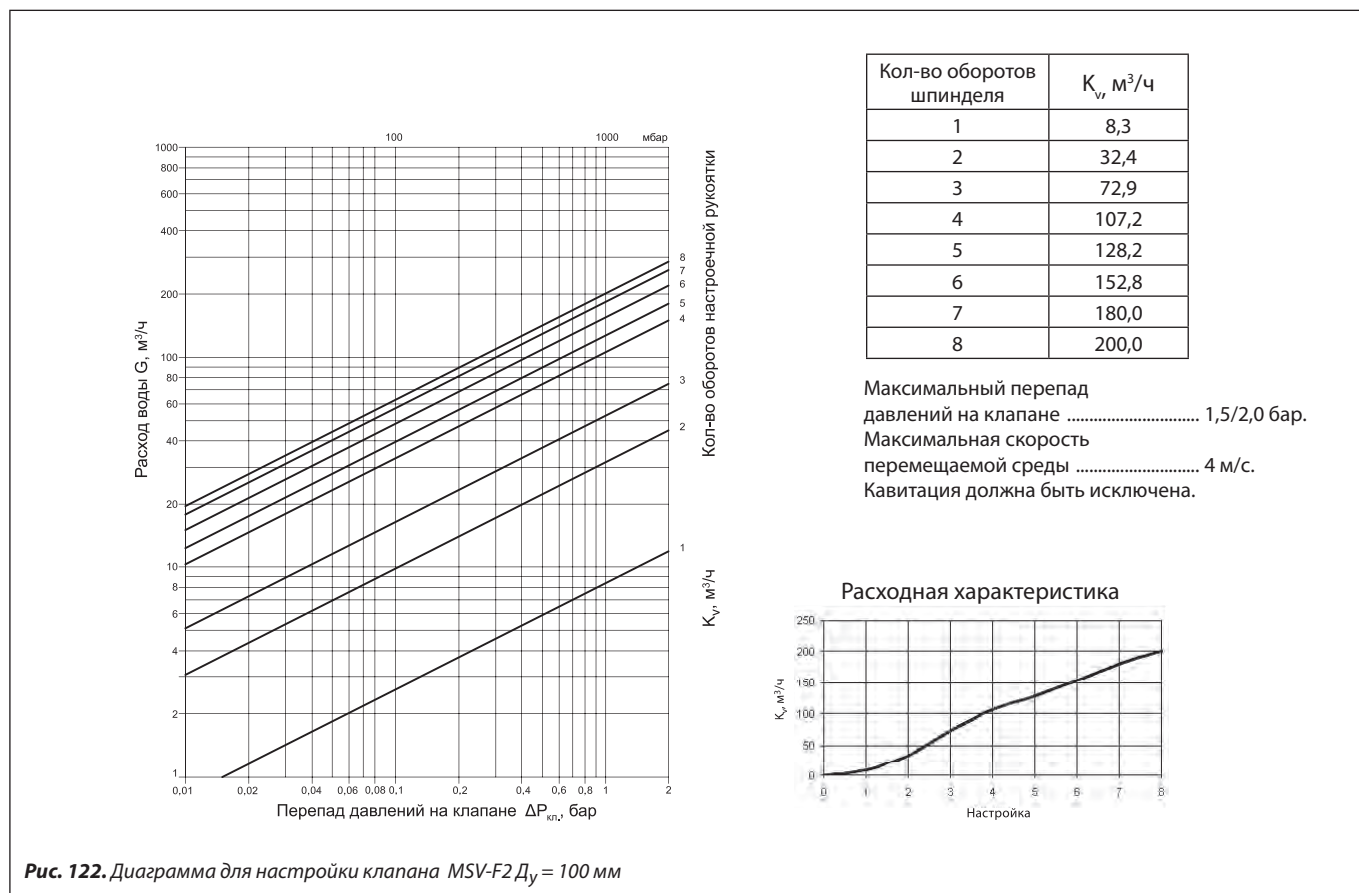 100 1000 мбар
1000
800
600
400
200
100
80
60
40
20
10
8
6
4
2
1
0,01 0,02 0,04 0,06 0,08 0,1 0,2 0,4 0,6 0,8 1 2
Расход воды G, м³/ч
Перепад давлений на клапане ΔPкл., бар
8
7
6
5
4
3
2
1
Кол-во оборотов настроечной рукоятки
Kv, м³/ч
Кол-во оборотов шпинделя Kv, м³/ч
1 8,3
2 32,4
3 72,9
4 107,2
5 128,2
6 152,8
7 180,0
8 200,0
Максимальный перепад
давлений на клапане ............................ 1,5/2,0 бар.
Максимальная скорость
перемещаемой среды .......................... 4 м/с.
Кавитация должна быть исключена.
Расходная характеристика
250
200
150
100
50
0
Kv, м³/ч
0 1 2 3 4 5 6 7 8
Настройка
Рис. 122. Диаграмма для настройки клапана MSV-F2 Ду = 100 мм